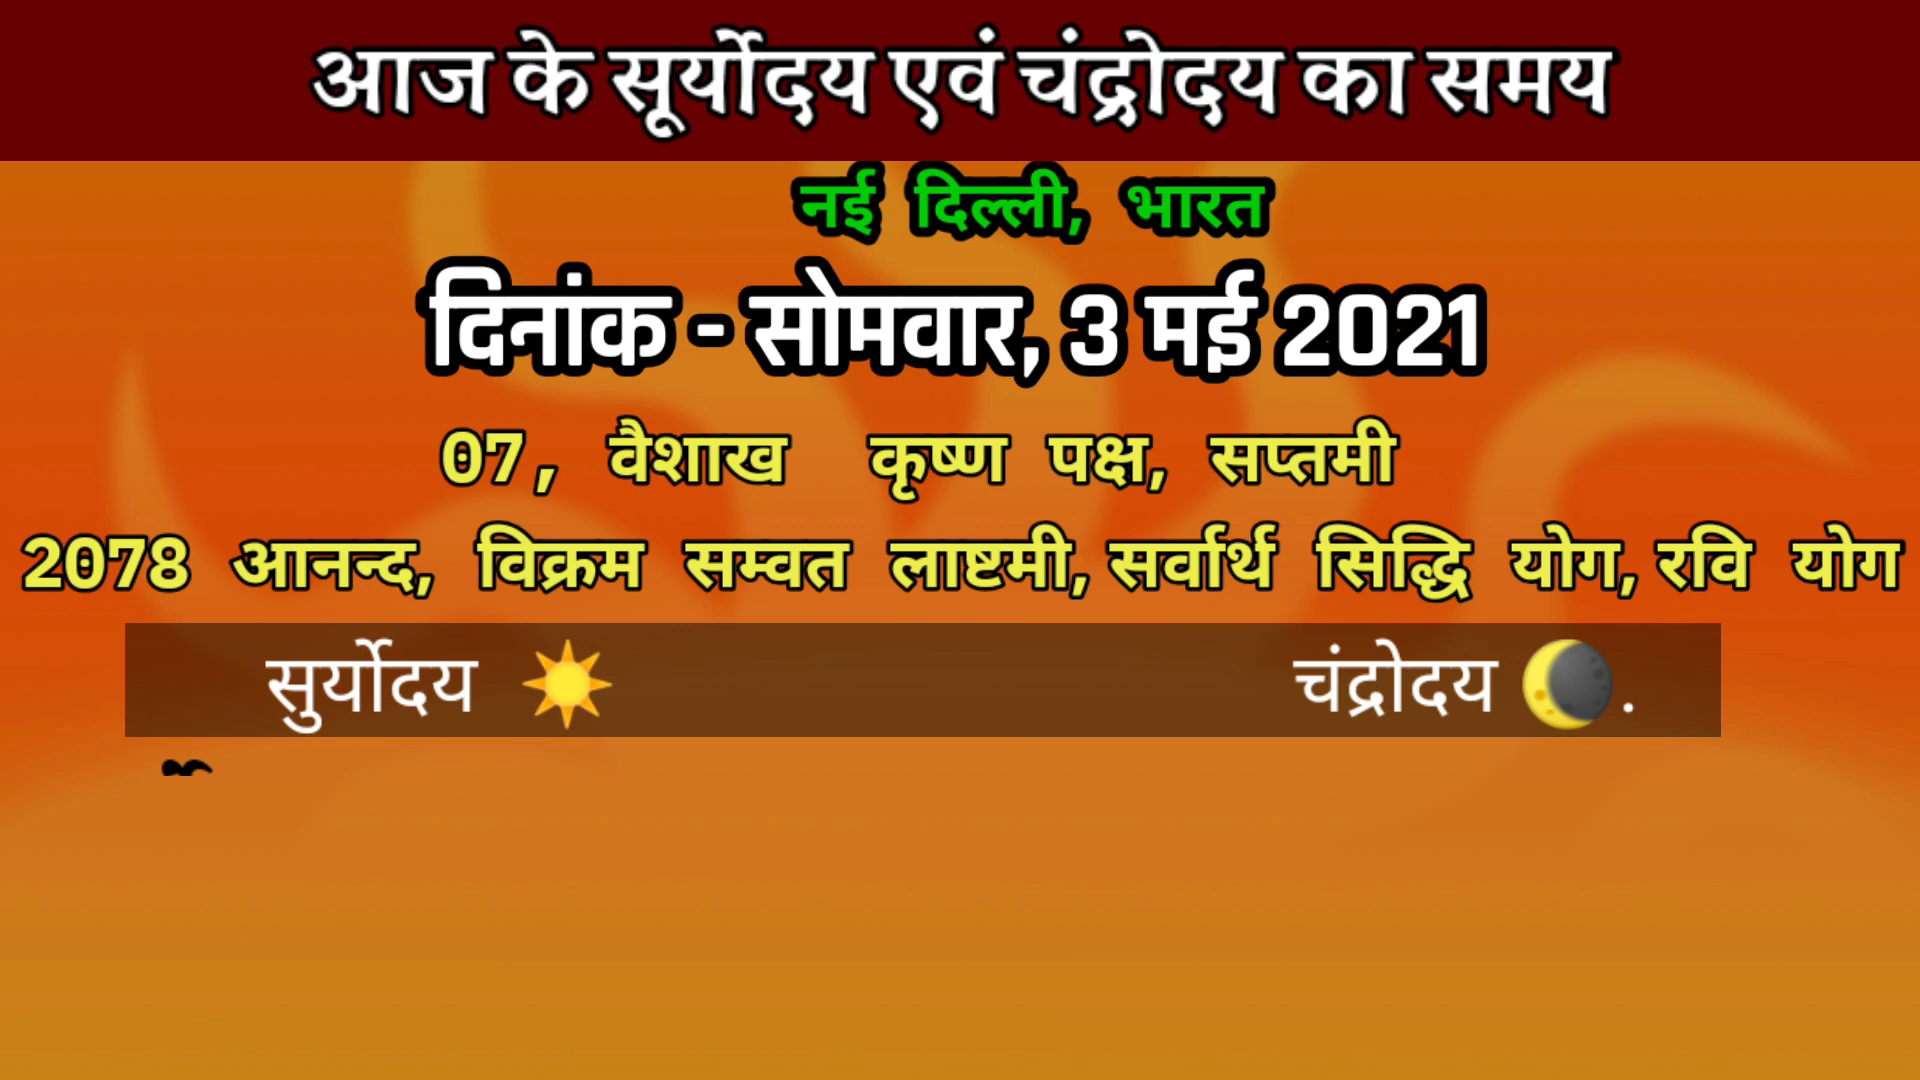 आज के सूर्योदय एवं चंद्रोदय का समय
नई दिल्ली, भारत
दिनांक - सोमवार, 3 मई 2021
07, वैशाख कृष्ण पक्ष, सप्तमी
2078 आनन्द, विक्रम सम्वत लाष्टमी, सर्वार्थ सिद्धि योग, रवि योग
सुर्योदय ☀️ चंद्रोदय 🌘.